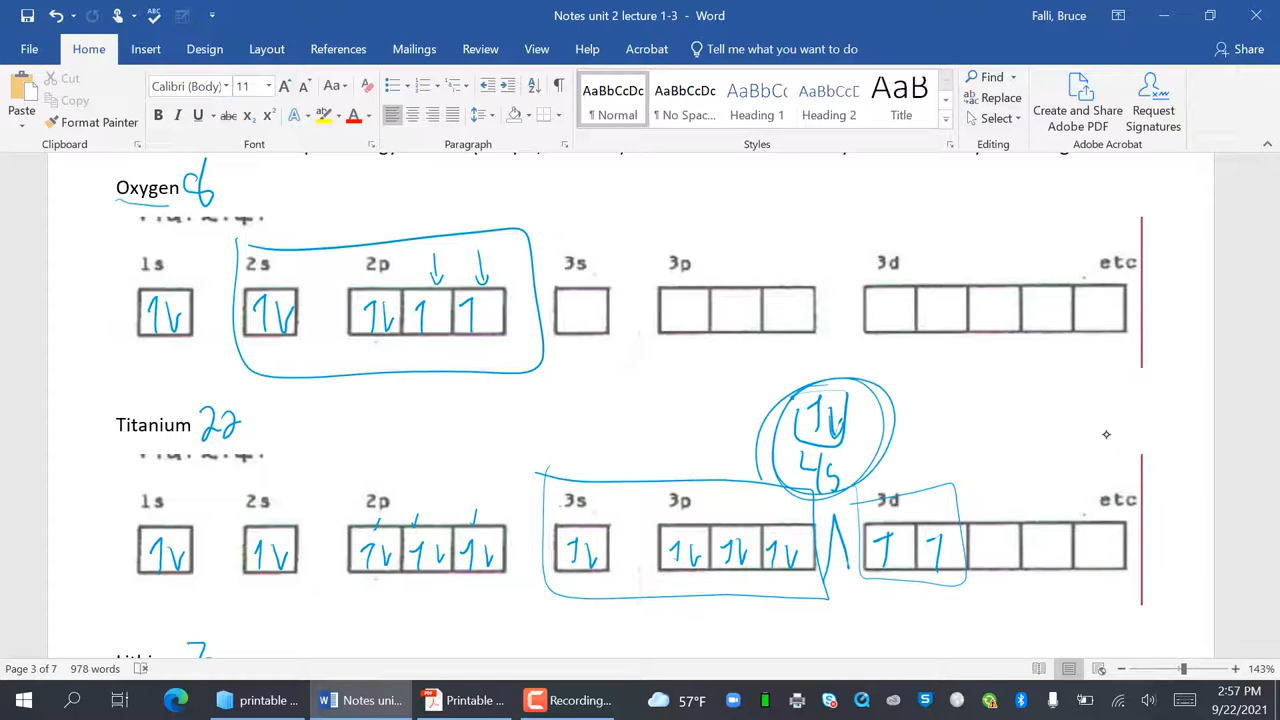 Notes unit 2 lecture 1-3 - Word
Falli, Bruce
File Home Insert Design Layout References Mailings Review View Help Acrobat Tell me what you want to do Share
Paste Cut Copy Format Painter
Calibri (Body) 11 Aa
B I U abc x₂ x² A A
AaBbCcDc AaBbCcDc AaBbCc AaBbCcD AaB
¶ Normal ¶ No Spac... Heading 1 Heading 2 Title
Find Replace Select
Create and Share Adobe PDF
Request Signatures
Clipboard Font Paragraph Styles Editing Adobe Acrobat
Oxygen 8
1s 2s 2p 3s 3p 3d etc
Titanium 22
4s
1s 2s 2p 3s 3p 3d etc
Page 3 of 7 978 words 143%
printable ... Notes uni... Printable ... Recording... 57°F 2:57 PM
9/22/2021